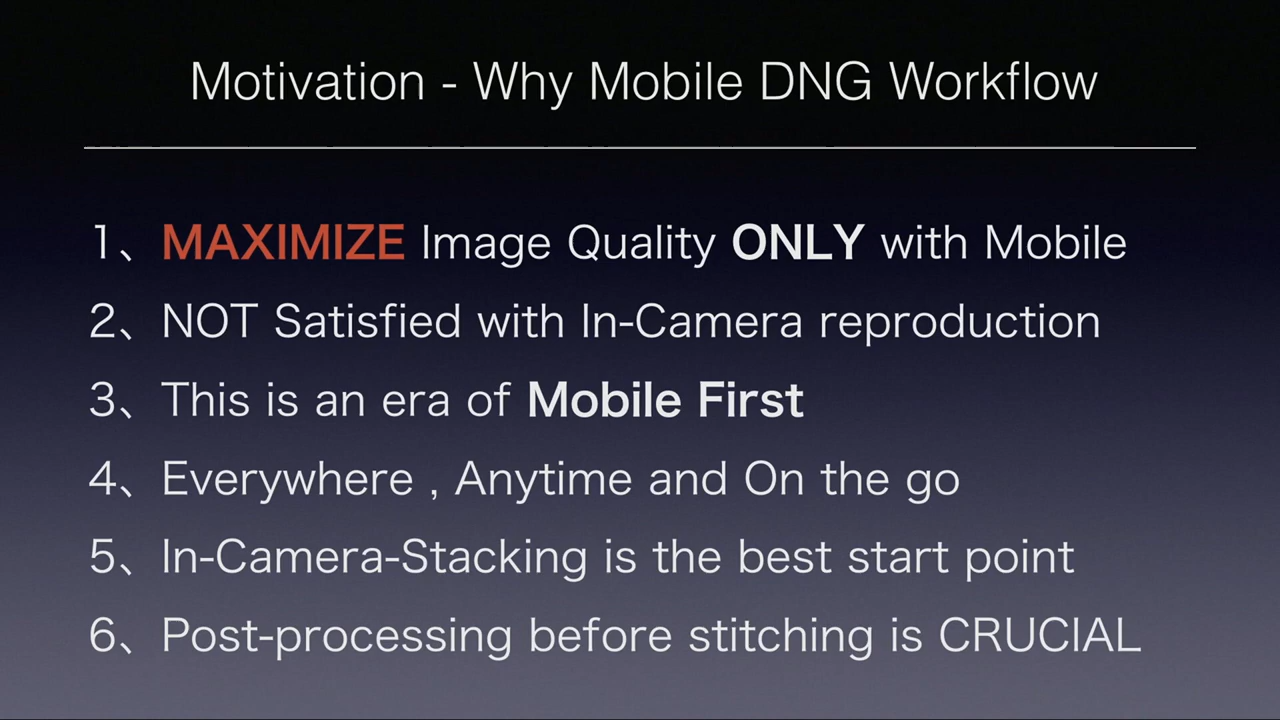 Motivation - Why Mobile DNG Workflow
1、MAXIMIZE Image Quality ONLY with Mobile
2、NOT Satisfied with In-Camera reproduction
3、This is an era of Mobile First
4、Everywhere , Anytime and On the go
5、In-Camera-Stacking is the best start point
6、Post-processing before stitching is CRUCIAL